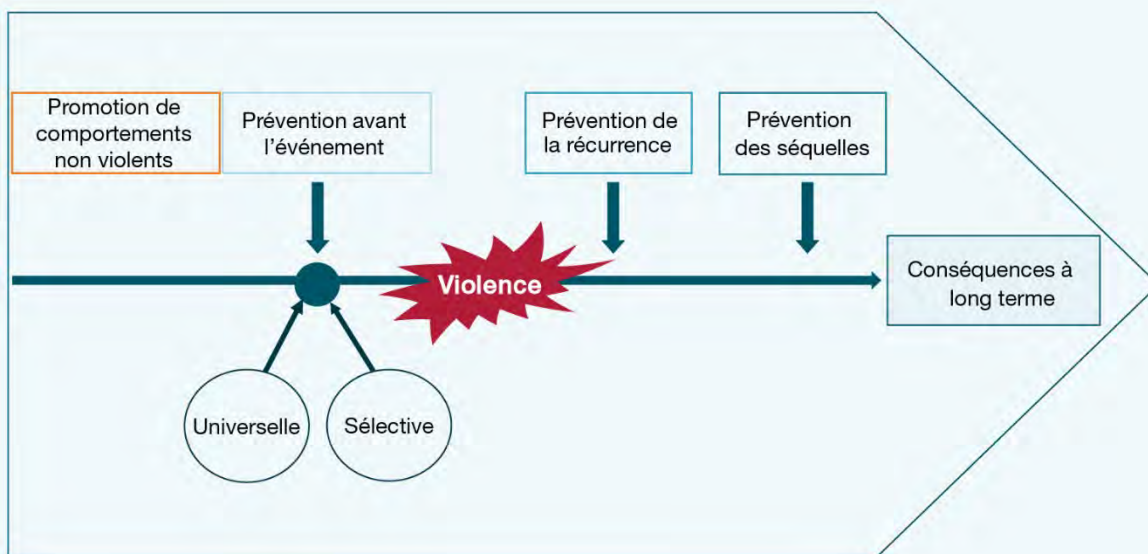 Promotion de
comportements
non violents
Prévention avant
l'événement
Prévention de
la récurrence
Prévention
des séquelles
Violence
Conséquences à
long terme
Universelle
Sélective